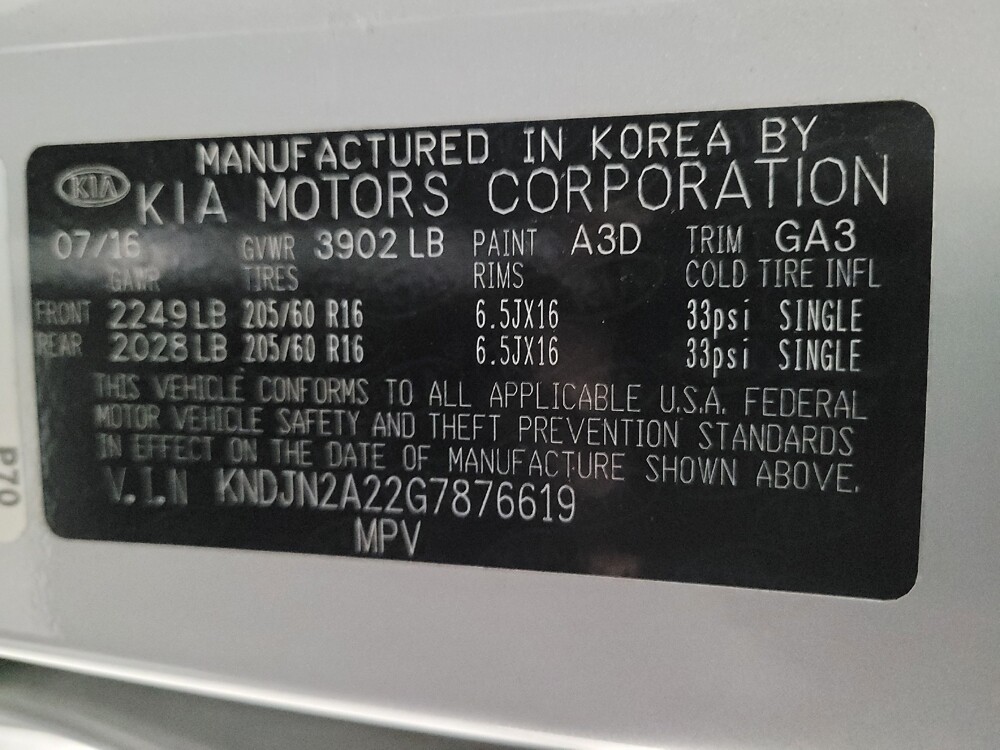 MANUFACTURED IN KOREA BY
KIA KIA MOTORS CORPORATION
07/16 GVWR 3902 LB PAINT A3D TRIM GA3
GAWR TIRES RIMS COLD TIRE INFL
FRONT 2249 LB 205/60 R16 6.5JX16 33psi SINGLE
REAR 2028 LB 205/60 R16 6.5JX16 33psi SINGLE
THIS VEHICLE CONFORMS TO ALL APPLICABLE U.S.A. FEDERAL
MOTOR VEHICLE SAFETY AND THEFT PREVENTION STANDARDS
IN EFFECT ON THE DATE OF MANUFACTURE SHOWN ABOVE.
V.I.N KNDJN2A22G7876619
MPV
P70